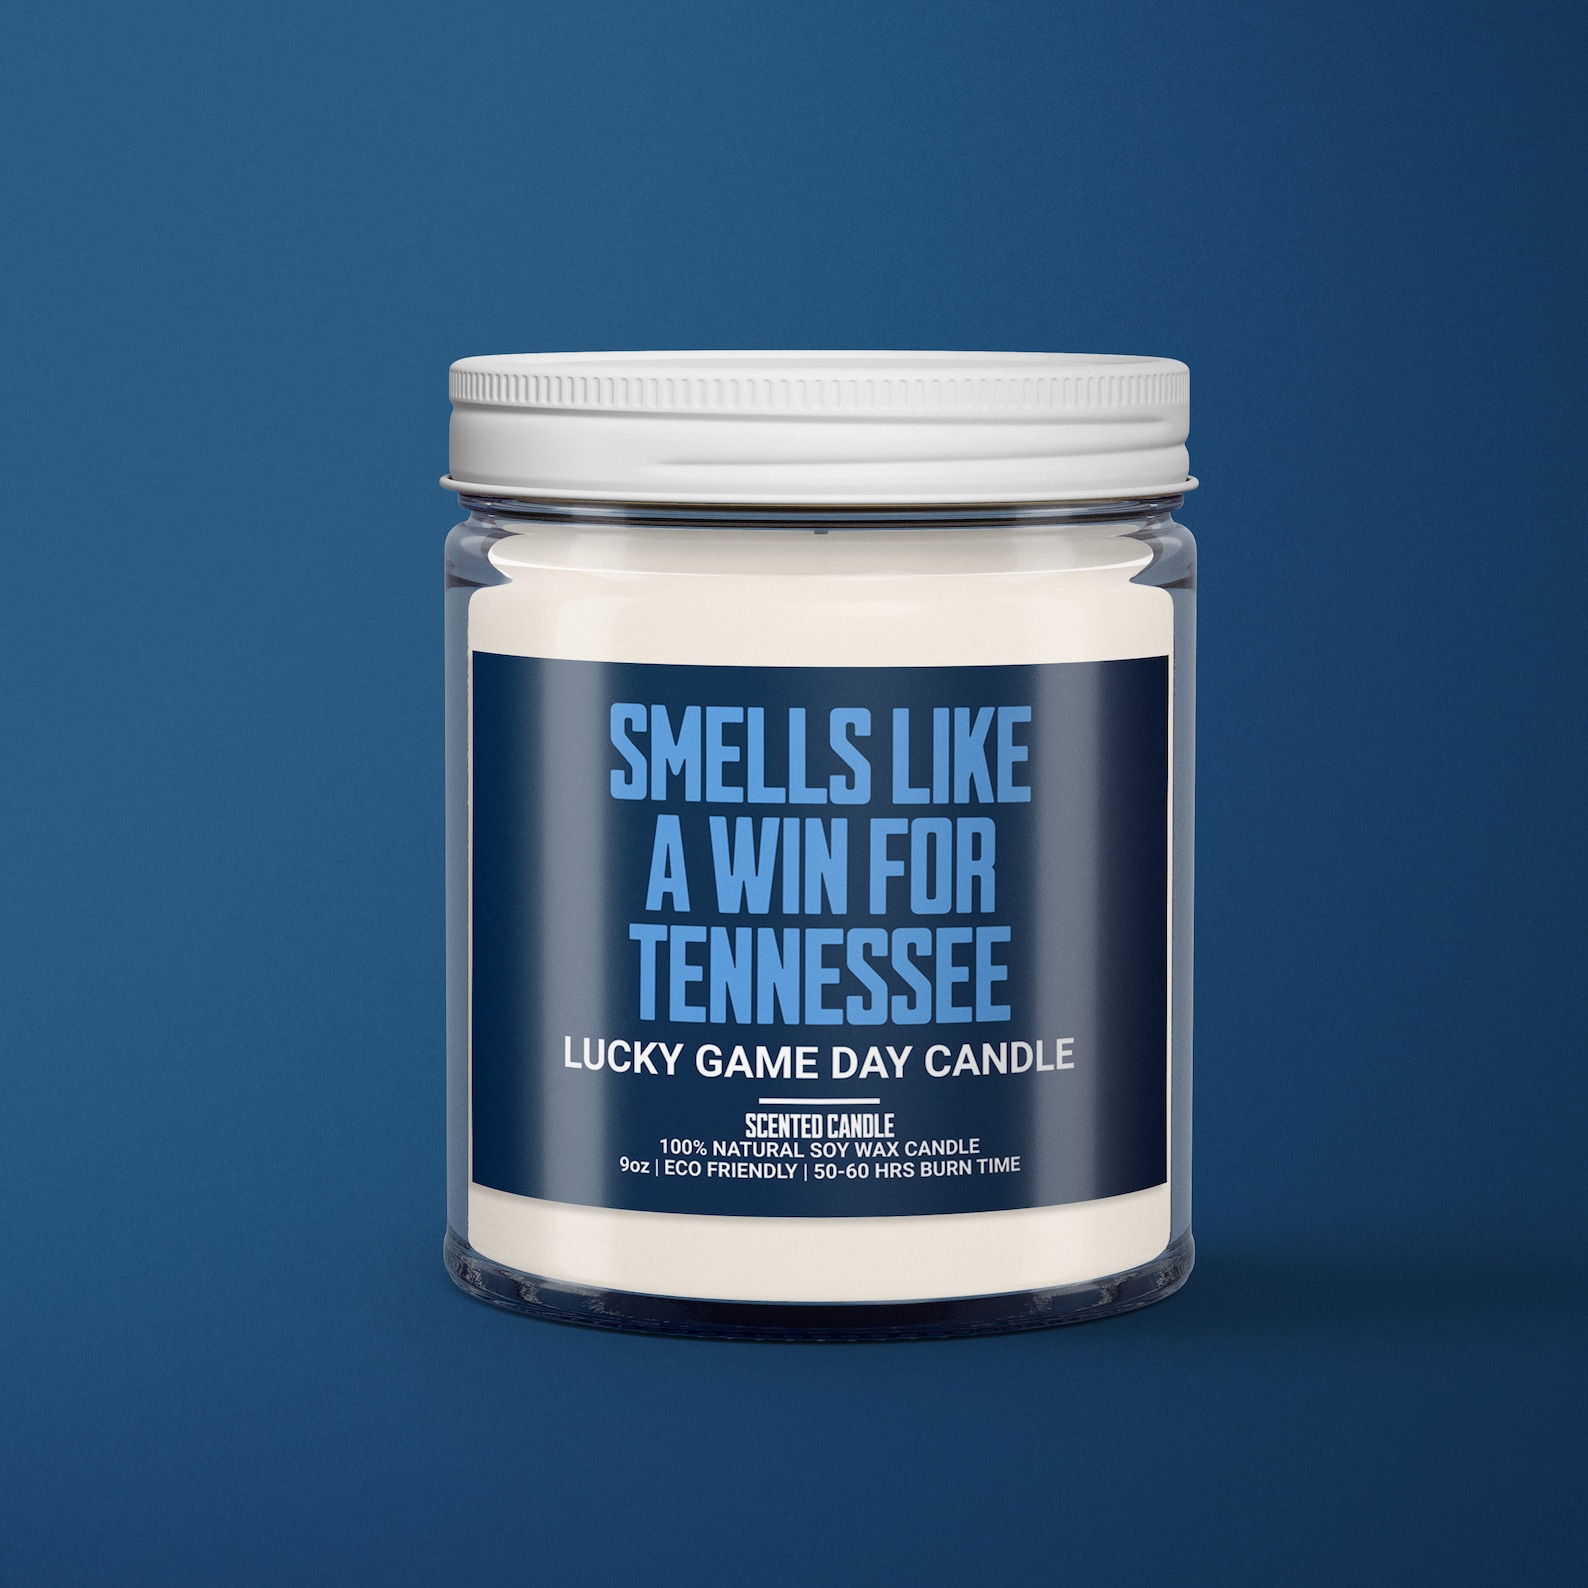 SMELLS LIKE
A WIN FOR
TENNESSEE
LUCKY GAME DAY CANDLE
SCENTED CANDLE
100% NATURAL SOY WAX CANDLE
9oz | ECO FRIENDLY | 50-60 HRS BURN TIME